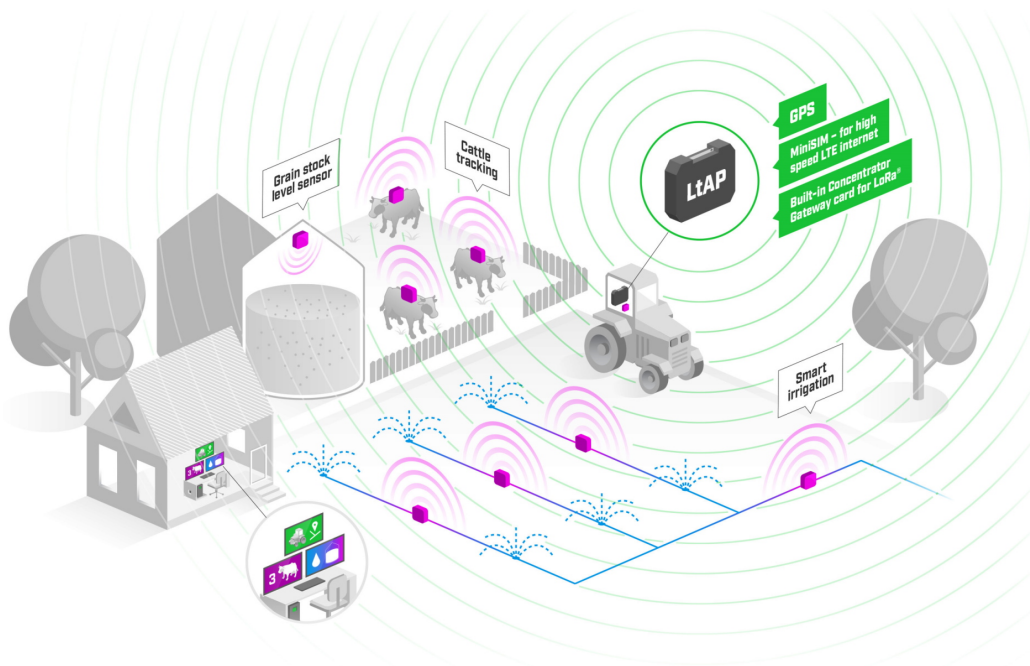 Grain stock
level sensor
Cattle
tracking
LtAP
GPS
MiniSIM – for high
speed LTE internet
Built-in Concentrator
Gateway card for LoRa®
Smart
irrigation
3
3